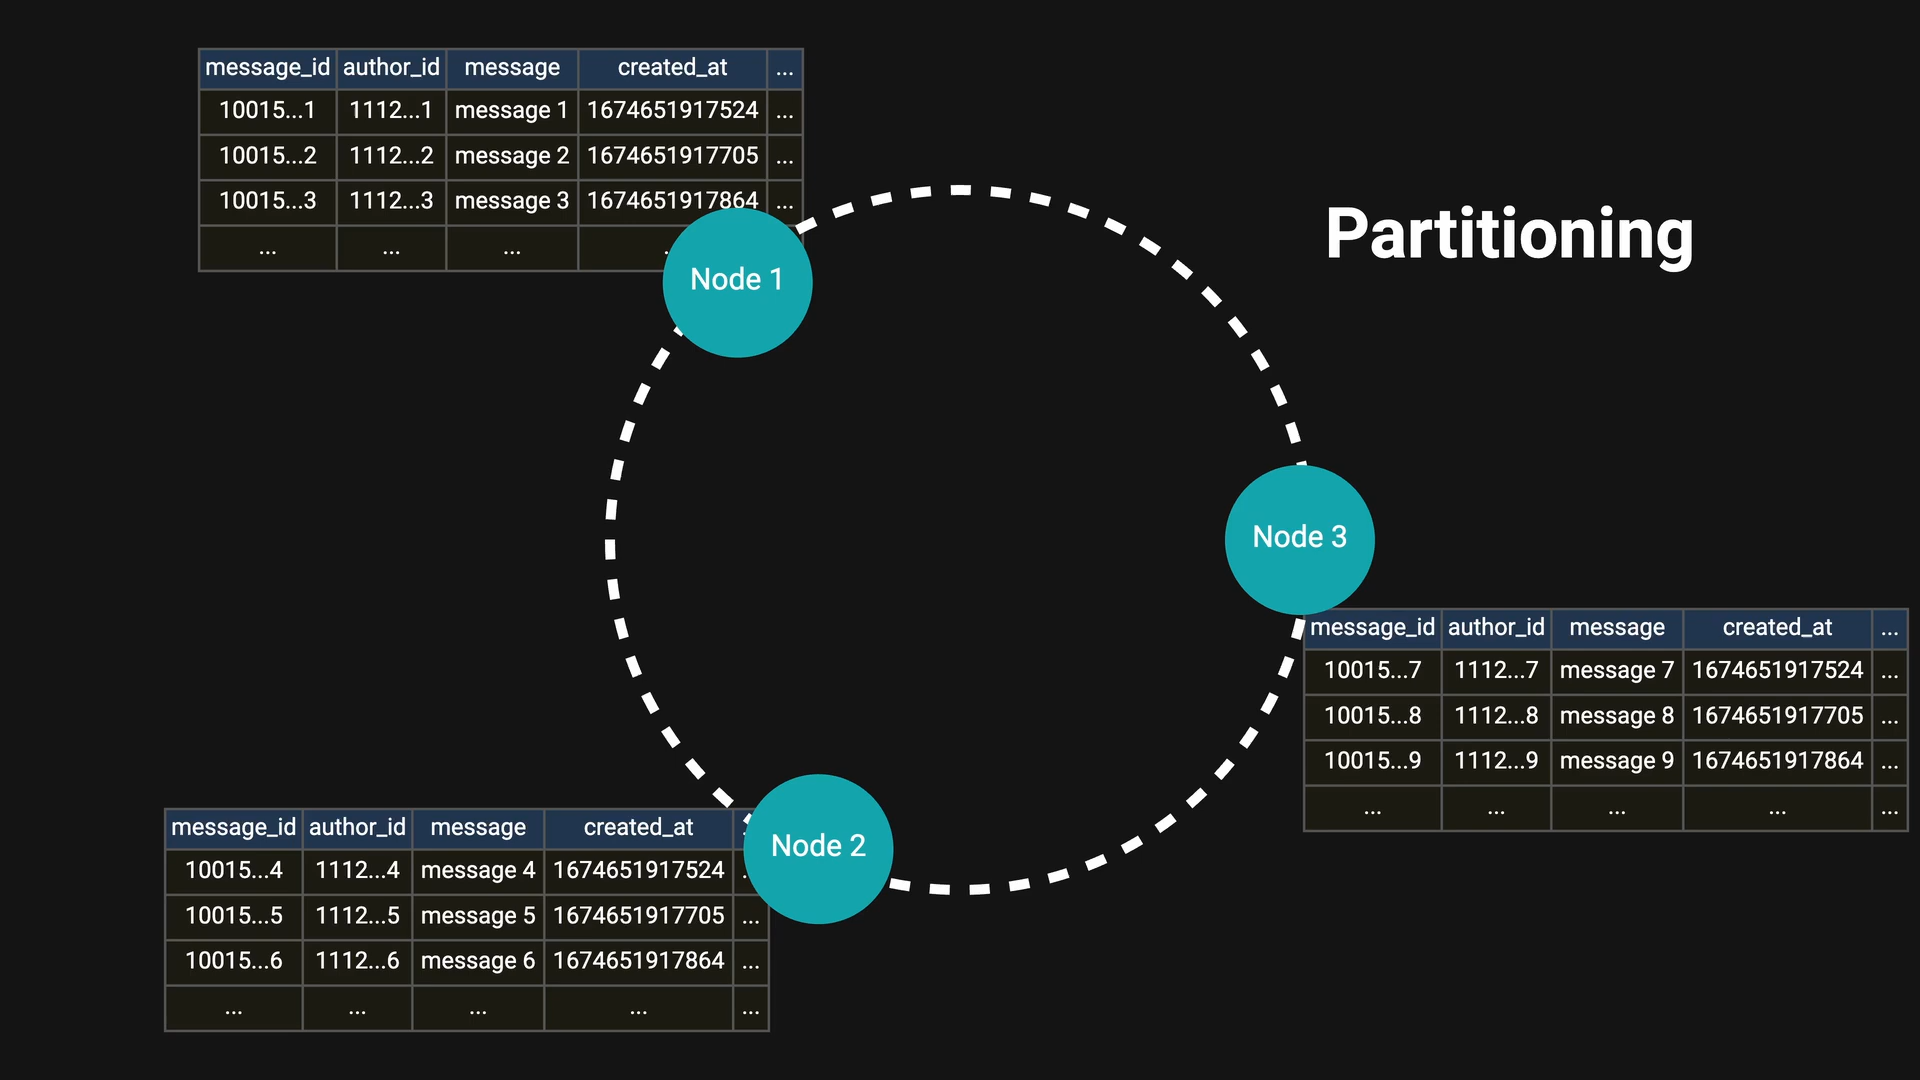 message_id author_id message created_at ...
10015...1 1112...1 message 1 1674651917524 ...
10015...2 1112...2 message 2 1674651917705 ...
10015...3 1112...3 message 3 1674651917864 ...
... ... ... .
Node 1
Partitioning
Node 3
message_id author_id message created_at ...
10015...7 1112...7 message 7 1674651917524 ...
10015...8 1112...8 message 8 1674651917705 ...
10015...9 1112...9 message 9 1674651917864 ...
... ... ... ... ...
message_id author_id message created_at .
10015...4 1112...4 message 4 1674651917524 .
10015...5 1112...5 message 5 1674651917705 ...
10015...6 1112...6 message 6 1674651917864 ...
... ... ... ... ...
Node 2